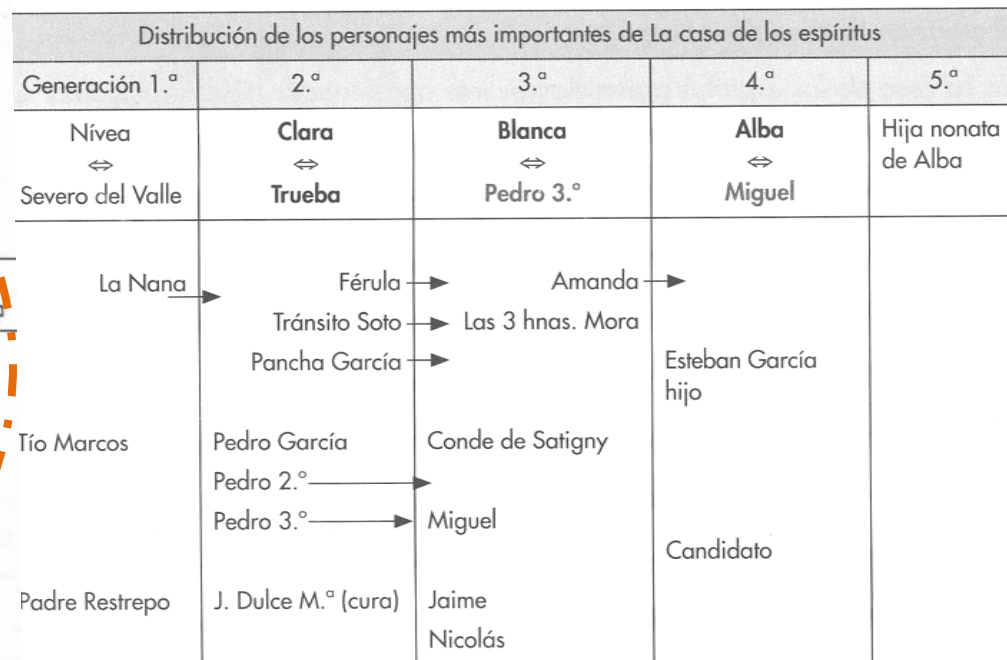 Distribución de los personajes más importantes de La casa de los espíritus
Generación 1.ª 2.ª 3.ª 4.ª 5.ª
Nívea Clara Blanca Alba Hija nonata
⇔ ⇔ ⇔ ⇔ de Alba
Severo del Valle Trueba Pedro 3.º Miguel
La Nana Férula Amanda
Tránsito Soto Las 3 hnas. Mora
Pancha García Esteban García
hijo
Tío Marcos Pedro García Conde de Satigny
Pedro 2.º
Pedro 3.º Miguel
Candidato
Padre Restrepo J. Dulce M.ª (cura) Jaime
Nicolás